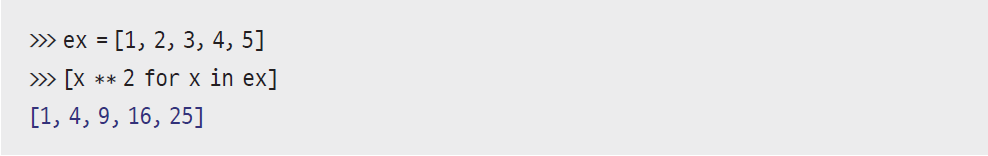 >>> ex = [1, 2, 3, 4, 5]
>>> [x ** 2 for x in ex]
[1, 4, 9, 16, 25]